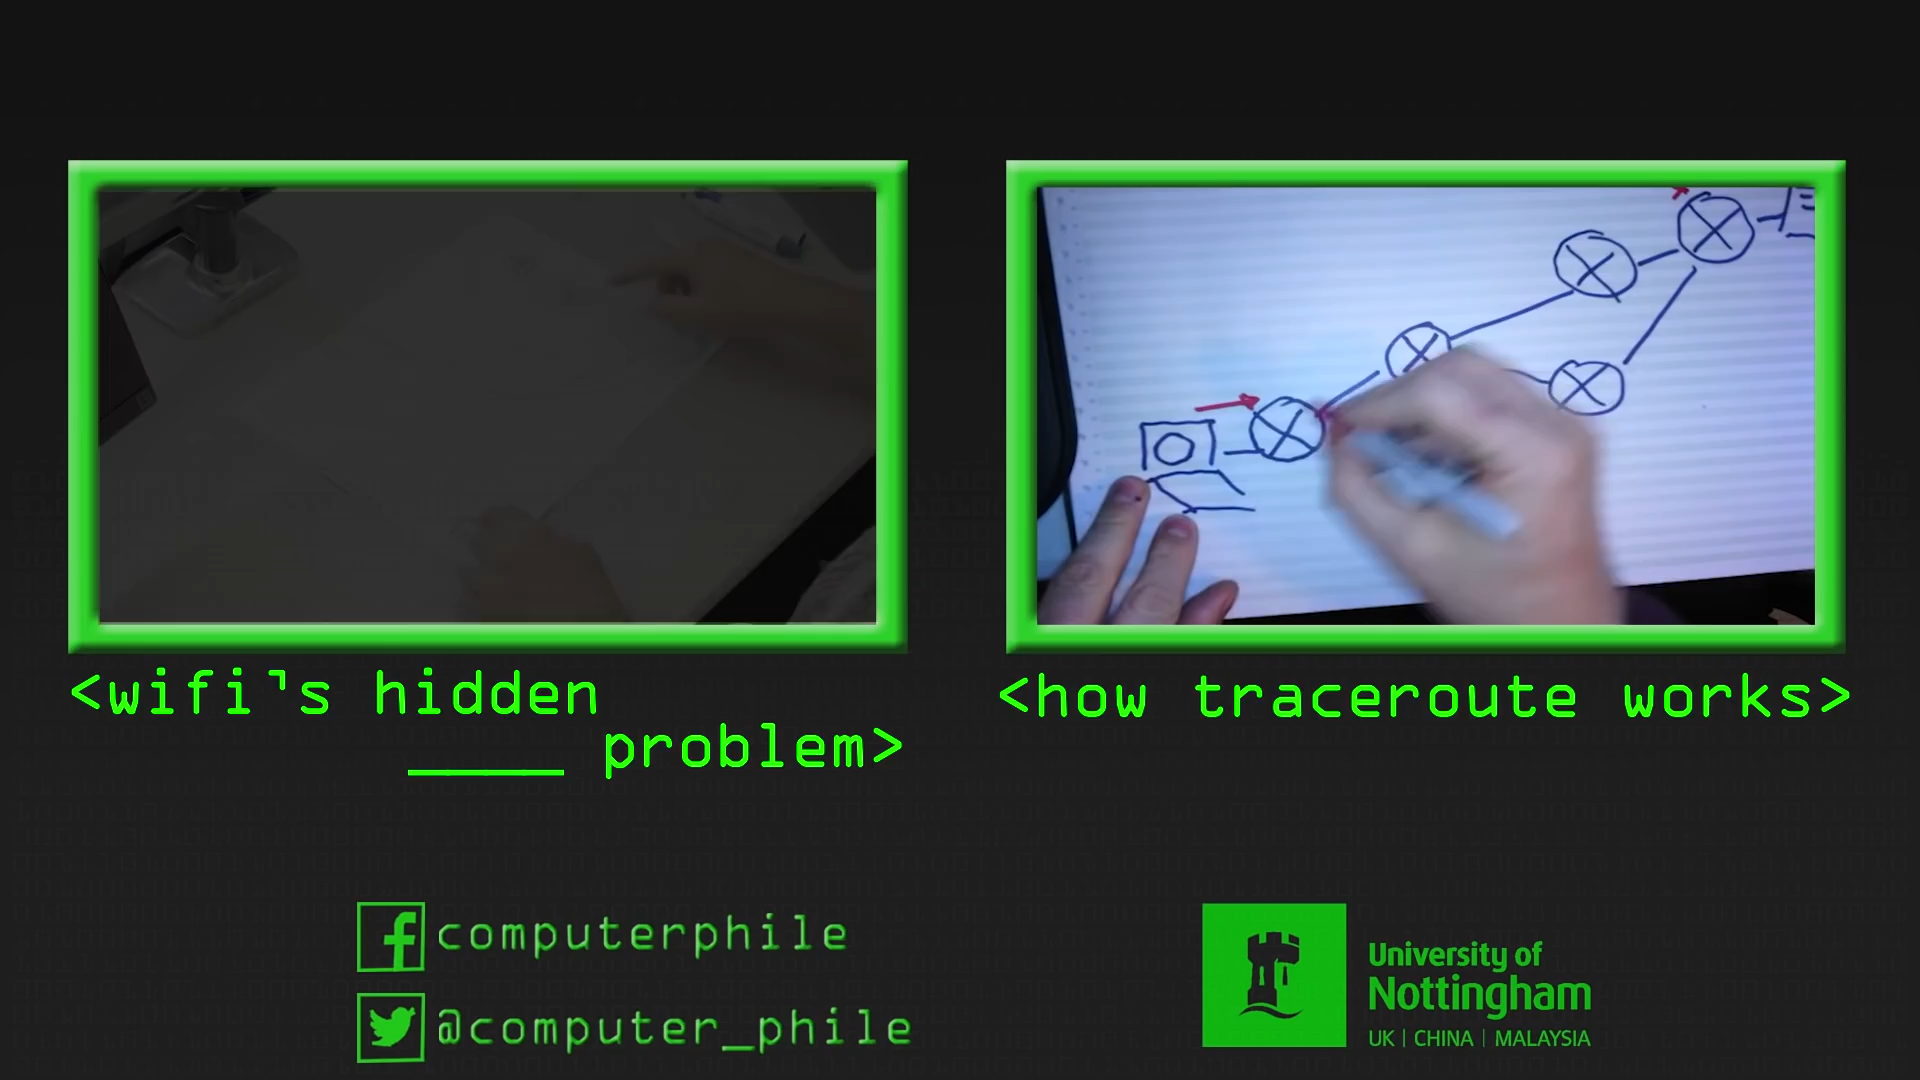 <wifi's hidden
____ problem>
<how traceroute works>
computerphile
@computer_phile
University of
Nottingham
UK | CHINA | MALAYSIA